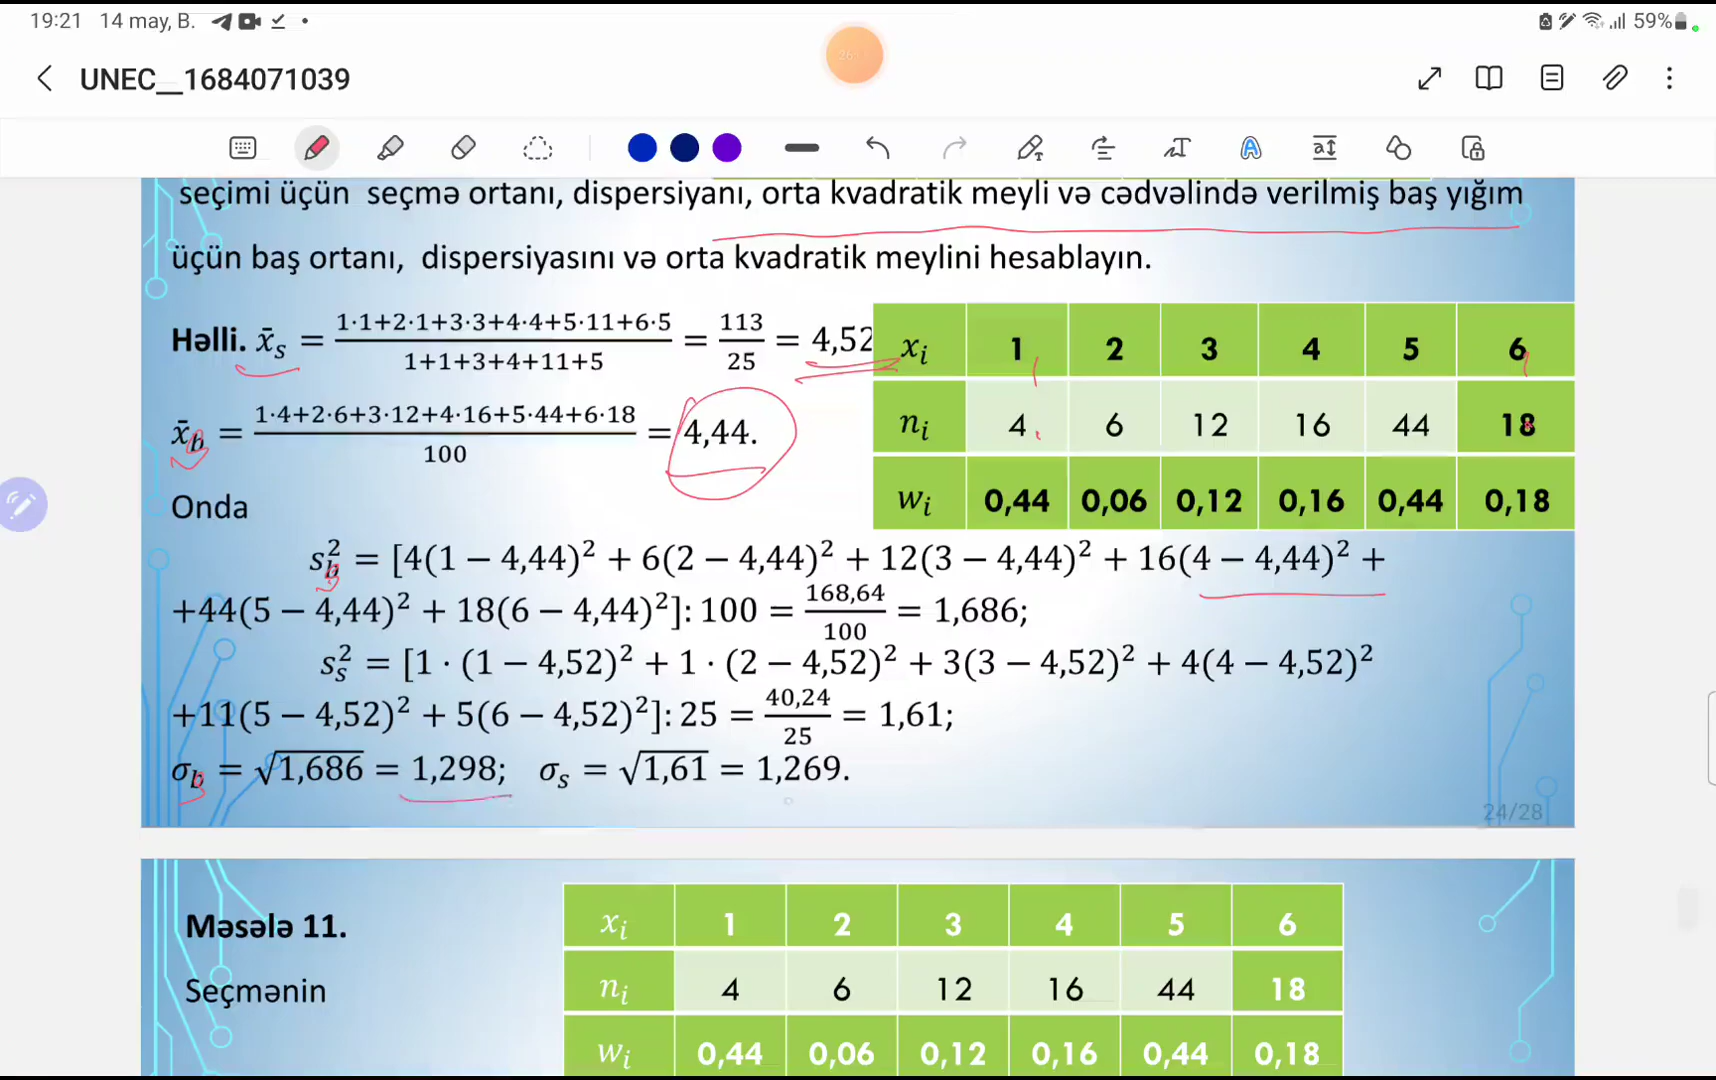 19:21 14 may, B. 59%
UNEC__1684071039
seçimi üçün seçmə ortanı, dispersiyanı, orta kvadratik meyli və cədvəlində verilmiş baş yığım
üçün baş ortanı, dispersiyasını və orta kvadratik meylini hesablayın.
Həlli. x̄ₛ = (1·1+2·1+3·3+4·4+5·11+6·5)/(1+1+3+4+11+5) = 113/25 = 4,52
x̄_b = (1·4+2·6+3·12+4·16+5·44+6·18)/100 = 4,44.
xᵢ 1 2 3 4 5 6
nᵢ 4 6 12 16 44 18
wᵢ 0,44 0,06 0,12 0,16 0,44 0,18
Onda
s_b² = [4(1 − 4,44)² + 6(2 − 4,44)² + 12(3 − 4,44)² + 16(4 − 4,44)² +
+44(5 − 4,44)² + 18(6 − 4,44)²]: 100 = 168,64/100 = 1,686;
sₛ² = [1 · (1 − 4,52)² + 1 · (2 − 4,52)² + 3(3 − 4,52)² + 4(4 − 4,52)²
+11(5 − 4,52)² + 5(6 − 4,52)²]: 25 = 40,24/25 = 1,61;
σ_b = √1,686 = 1,298; σₛ = √1,61 = 1,269.
24/28
Məsələ 11.
Seçmənin
xᵢ 1 2 3 4 5 6
nᵢ 4 6 12 16 44 18
wᵢ 0,44 0,06 0,12 0,16 0,44 0,18